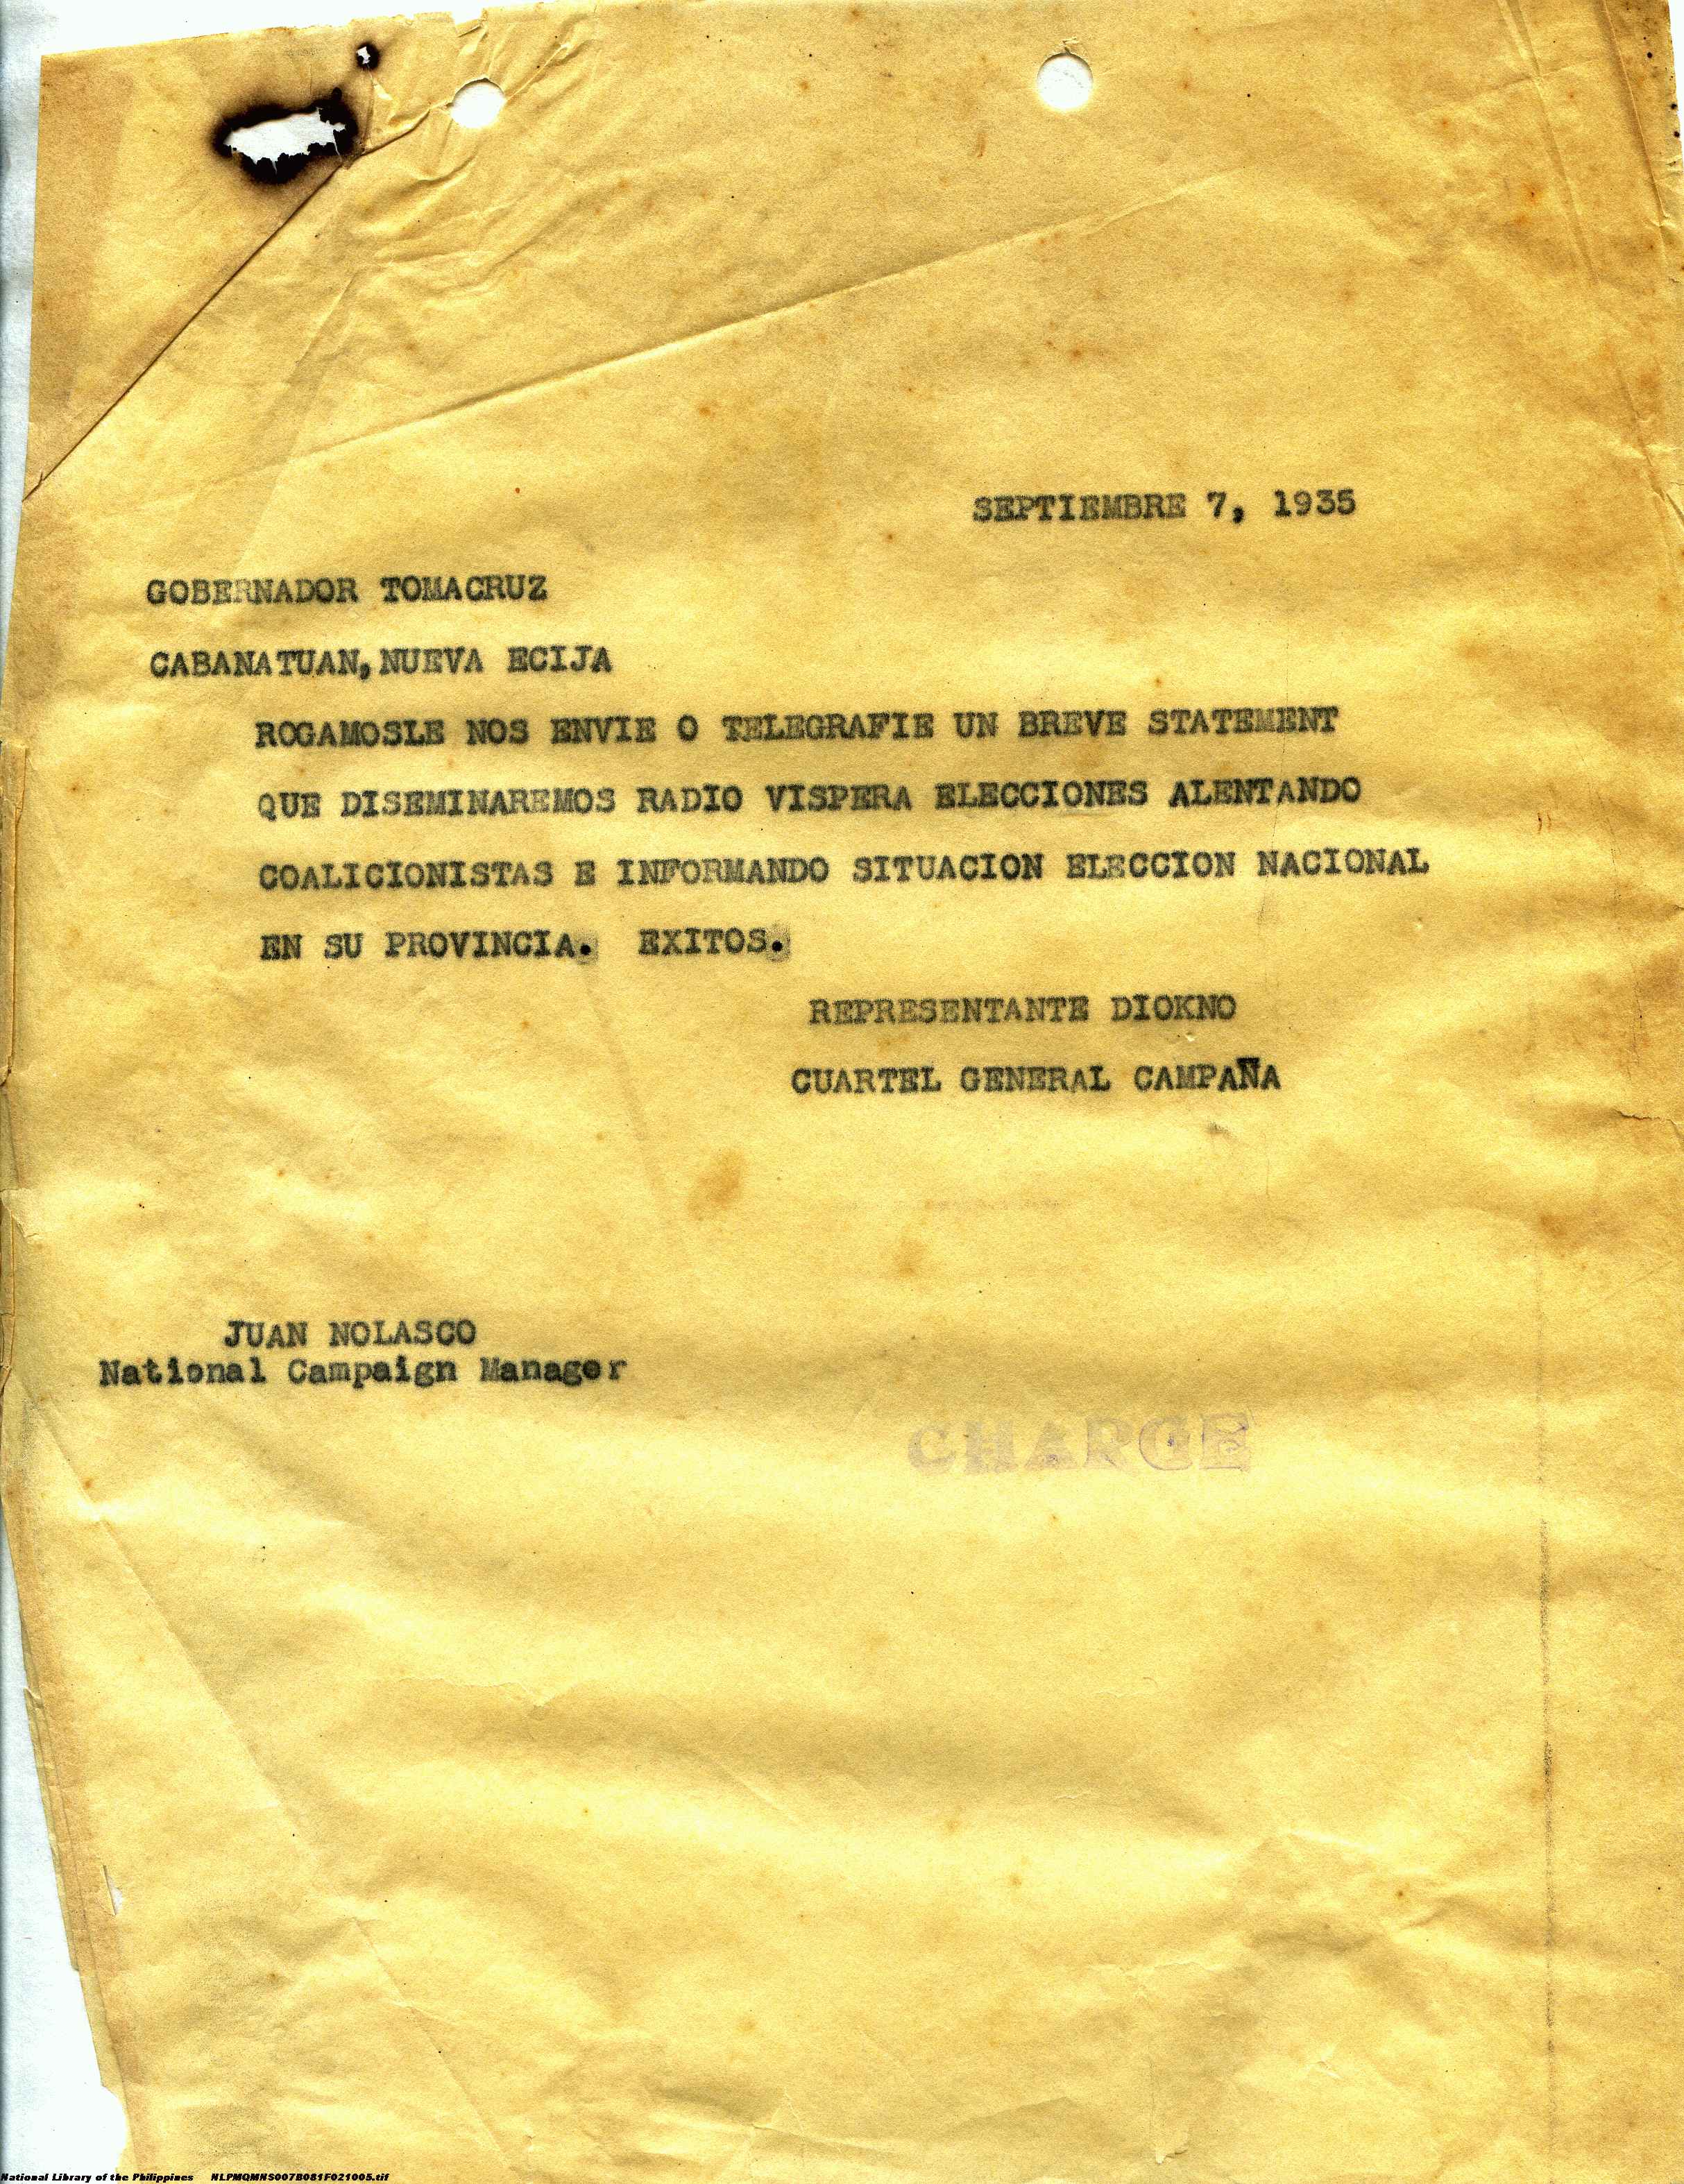 SEPTIEMBRE 7, 1935
GOBERNADOR TOMACRUZ
CABANATUAN,NUEVA ECIJA
ROGAMOSLE NOS ENVIE O TELEGRAFIE UN BREVE STATEMENT
QUE DISEMINAREMOS RADIO VISPERA ELECCIONES ALENTANDO
COALICIONISTAS E INFORMANDO SITUACION ELECCION NACIONAL
EN SU PROVINCIA. EXITOS.
REPRESENTANTE DIOKNO
CUARTEL GENERAL CAMPAÑA
JUAN NOLASCO
National Campaign Manager
CHARGE
National Library of the Philippines NLPMQMNS007B081F021005.tif